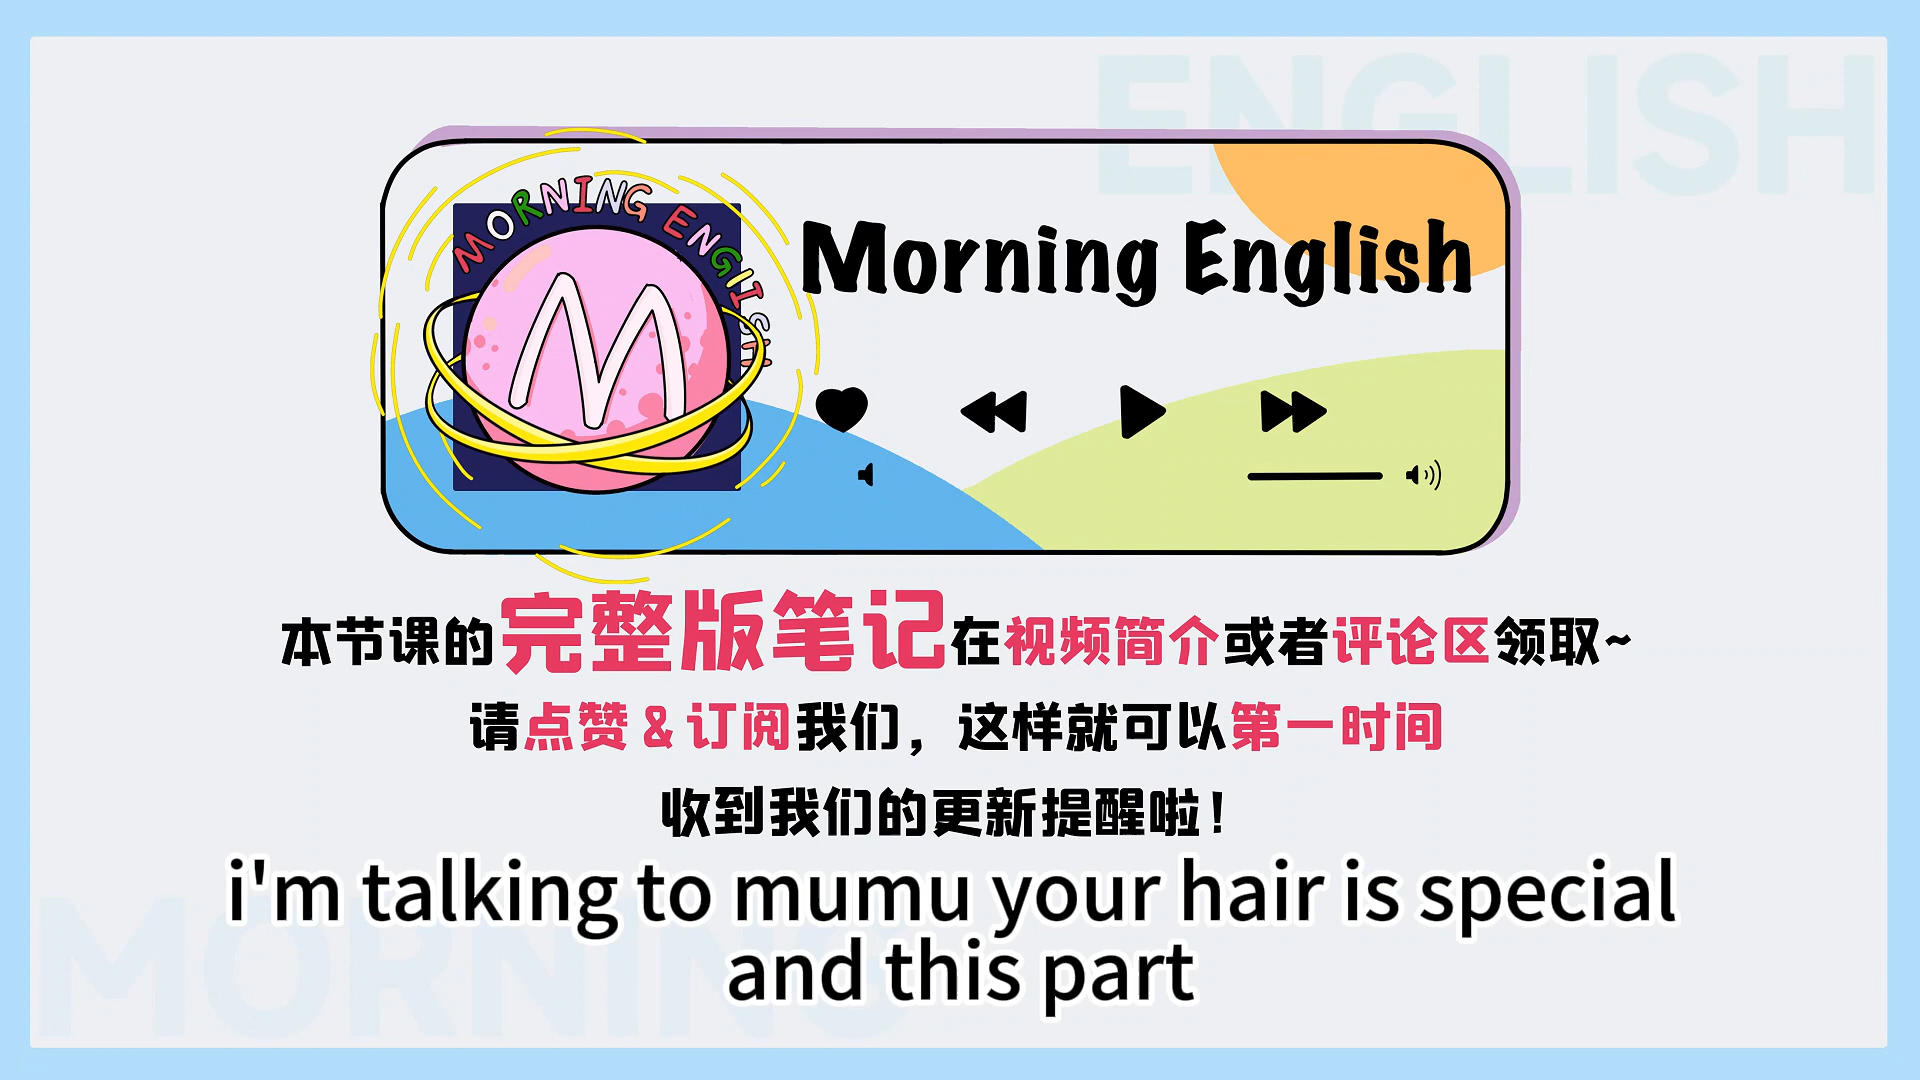 ENGLISH
MORNING ENGLISH
M
Morning English
本节课的完整版笔记在视频简介或者评论区领取~
请点赞&订阅我们，这样就可以第一时间
收到我们的更新提醒啦！
i'm talking to mumu your hair is special
and this part
MORNING